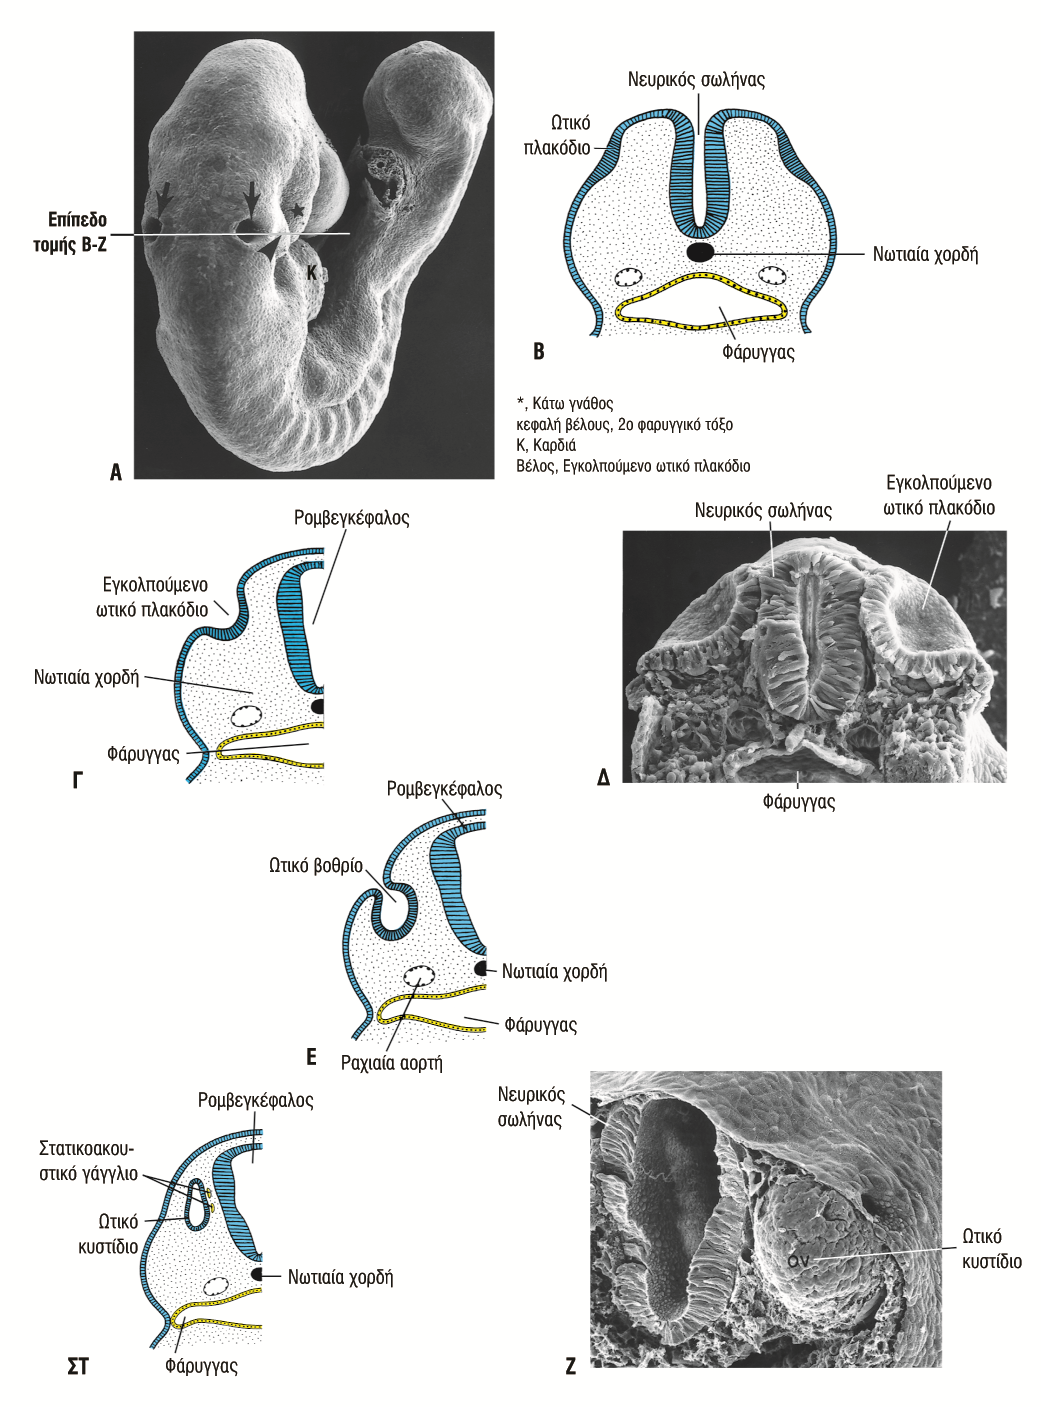 Επίπεδο
τομής Β-Ζ
Κ
Α
Νευρικός σωλήνας
Ωτικό
πλακόδιο
Νωτιαία χορδή
Φάρυγγας
Β
*, Κάτω γνάθος
κεφαλή βέλους, 2ο φαρυγγικό τόξο
Κ, Καρδιά
Βέλος, Εγκολπούμενο ωτικό πλακόδιο
Ρομβεγκέφαλος
Εγκολπούμενο
ωτικό πλακόδιο
Νωτιαία χορδή
Φάρυγγας
Γ
Νευρικός σωλήνας
Εγκολπούμενο
ωτικό πλακόδιο
Δ
Φάρυγγας
Ρομβεγκέφαλος
Ωτικό βοθρίο
Νωτιαία χορδή
Φάρυγγας
Ραχιαία αορτή
Ε
Ρομβεγκέφαλος
Στατικοακου-
στικό γάγγλιο
Ωτικό
κυστίδιο
Νωτιαία χορδή
Φάρυγγας
ΣΤ
Νευρικός
σωλήνας
OV
Ωτικό
κυστίδιο
Ζ